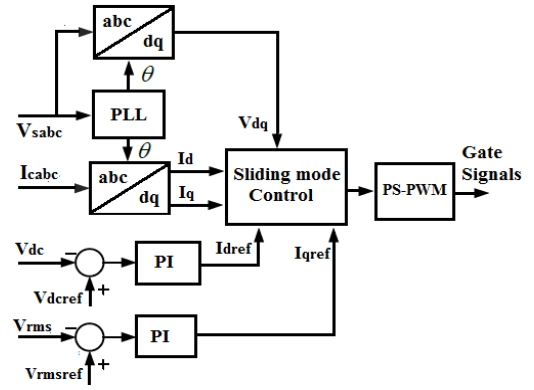 abc
dq
θ
PLL
Vsabc
θ
Vdq
Icabc
abc
dq
Id
Iq
Sliding mode
Control
PS-PWM
Gate
Signals
Vdc
−
+
Vdcref
PI
Idref
Iqref
Vrms
−
+
Vrmsref
PI